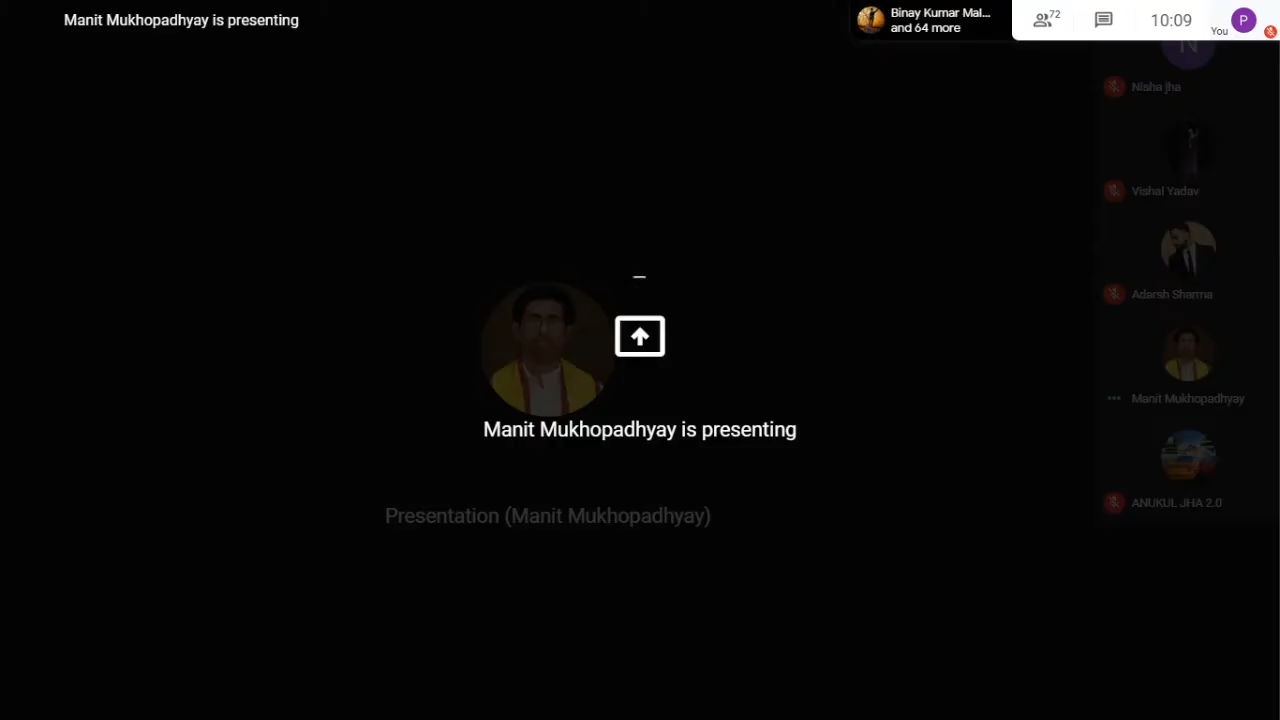 Manit Mukhopadhyay is presenting
Binay Kumar Mal...
and 64 more
72
10:09
You
P
N
Nisha jha
Vishal Yadav
Adarsh Sharma
Manit Mukhopadhyay
ANUKUL JHA 2.0
Manit Mukhopadhyay is presenting
Presentation (Manit Mukhopadhyay)